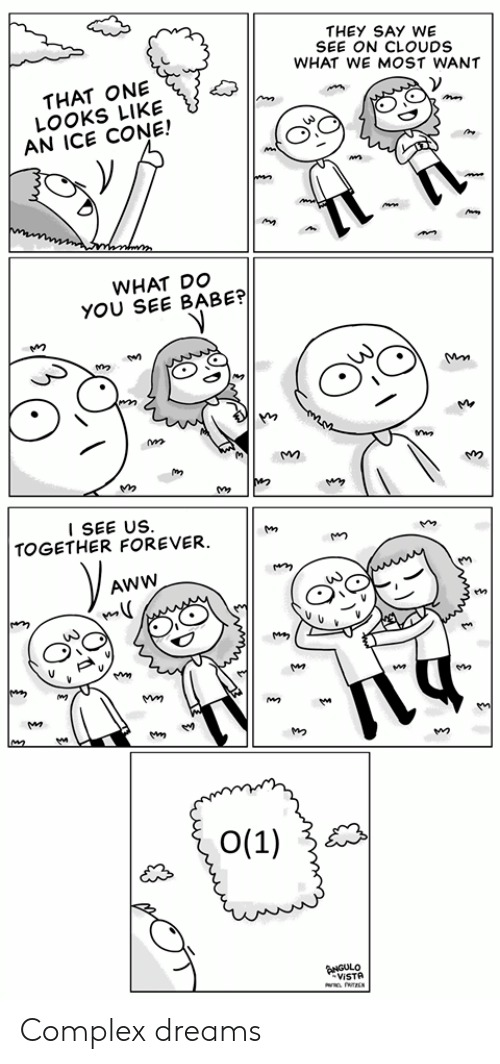 THAT ONE
LOOKS LIKE
AN ICE CONE!
THEY SAY WE
SEE ON CLOUDS
WHAT WE MOST WANT
WHAT DO
YOU SEE BABE?
I SEE US.
TOGETHER FOREVER.
AWW
O(1)
ANGULO
-VISTA
Complex dreams